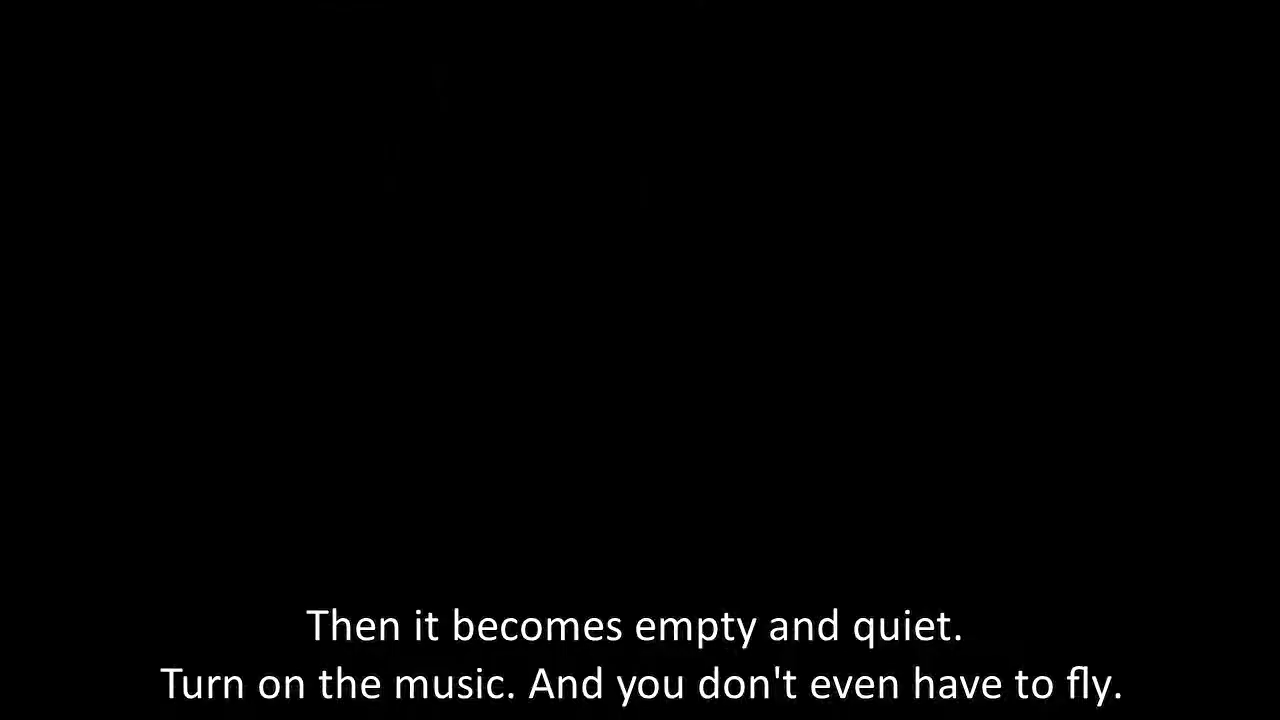 Then it becomes empty and quiet.
Turn on the music. And you don't even have to fly.